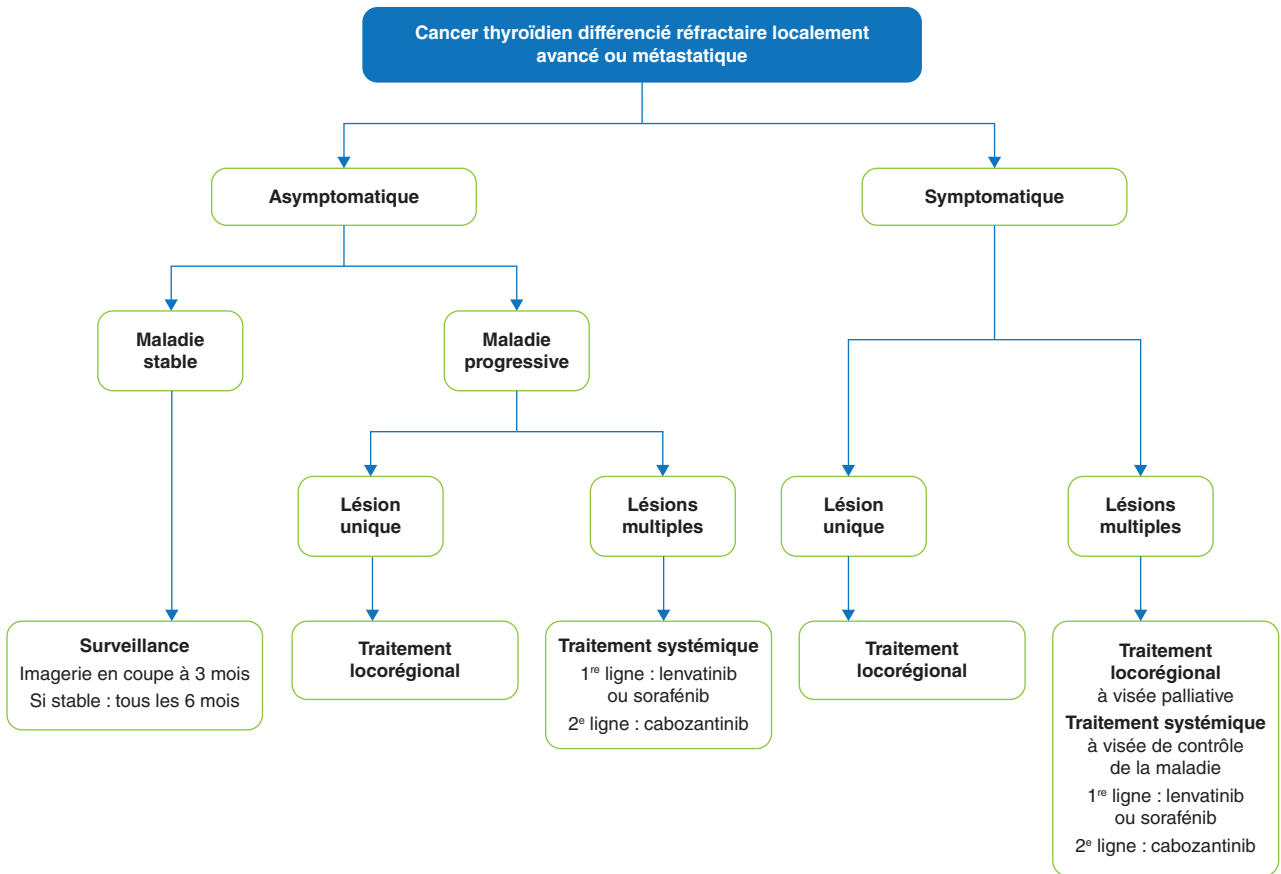 Cancer thyroïdien différencié réfractaire localement
avancé ou métastatique
Asymptomatique
Symptomatique
Maladie
stable
Maladie
progressive
Lésion
unique
Lésions
multiples
Lésion
unique
Lésions
multiples
Surveillance
Imagerie en coupe à 3 mois
Si stable : tous les 6 mois
Traitement
locorégional
Traitement systémique
1re ligne : lenvatinib
ou sorafénib
2e ligne : cabozantinib
Traitement
locorégional
Traitement
locorégional
à visée palliative
Traitement systémique
à visée de contrôle
de la maladie
1re ligne : lenvatinib
ou sorafénib
2e ligne : cabozantinib